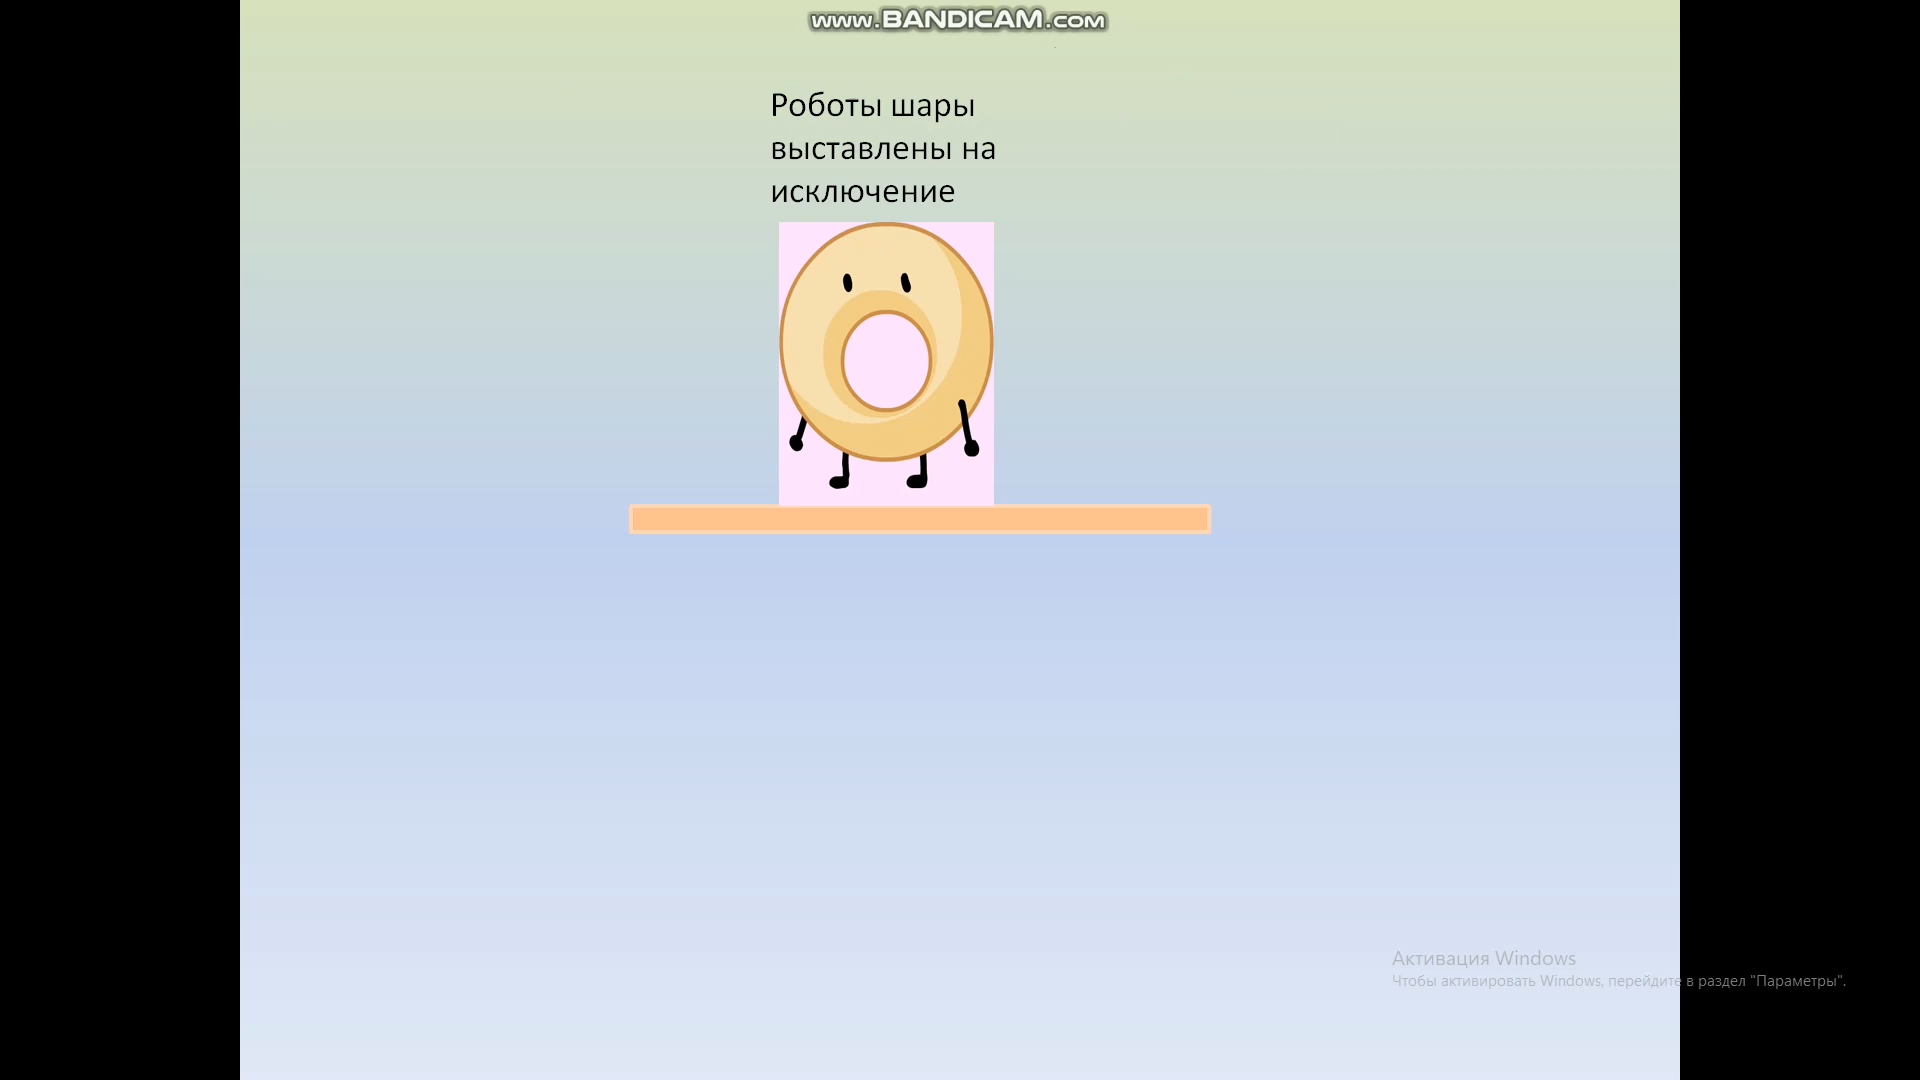 www.BANDICAM.com
Роботы шары
выставлены на
исключение
Активация Windows
Чтобы активировать Windows, перейдите в раздел "Параметры".